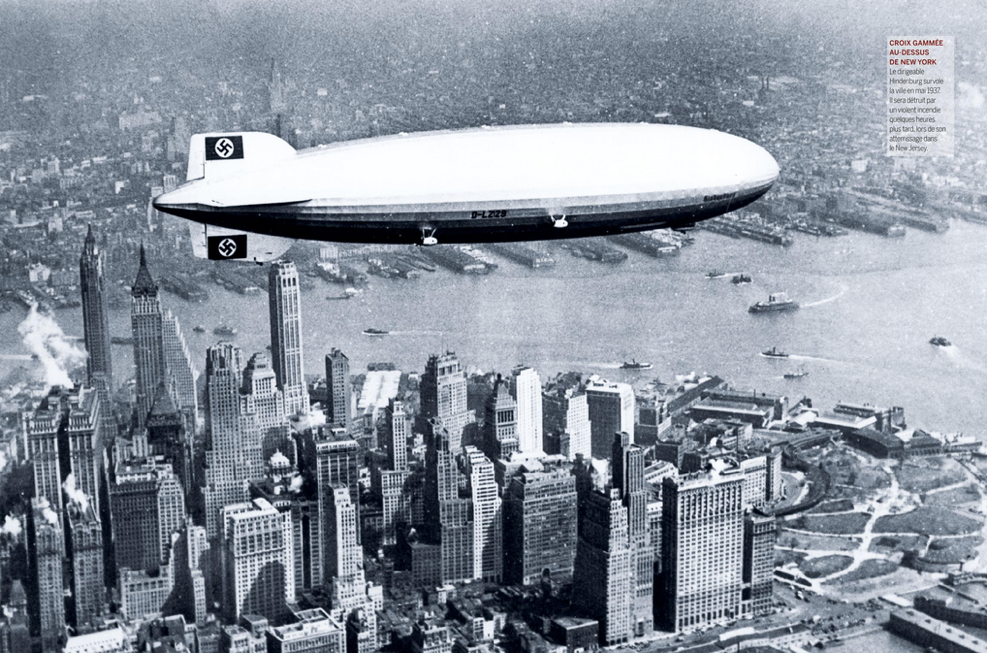 CROIX GAMMÉE
AU-DESSUS
DE NEW YORK
Le dirigeable
Hindenburg survole
la ville en mai 1937.
Il sera détruit par
un violent incendie
quelques heures
plus tard, lors de son
atterrissage dans
le New Jersey.
D-LZ129